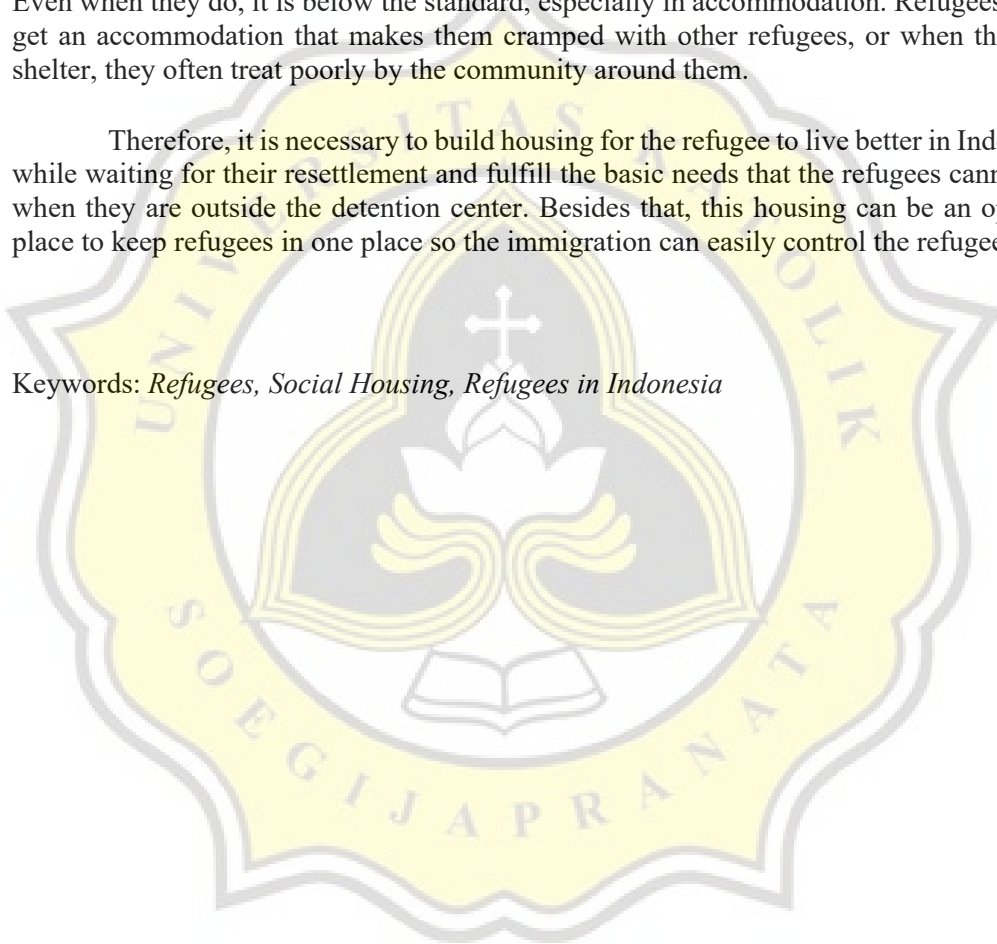 Even when they do, it is below the standard, especially in accommodation. Refugees
get an accommodation that makes them cramped with other refugees, or when
shelter, they often treat poorly by the community around them.
Therefore, it is necessary to build housing for the refugee to live better in
while waiting for their resettlement and fulfill the basic needs that the refugees
when they are outside the detention center. Besides that, this housing can be an
place to keep refugees in one place so the immigration can easily control the
Keywords: Refugees, Social Housing, Refugees in Indonesia
UNIVERSITAS KATOLIK
SOEGIJAPRANATA